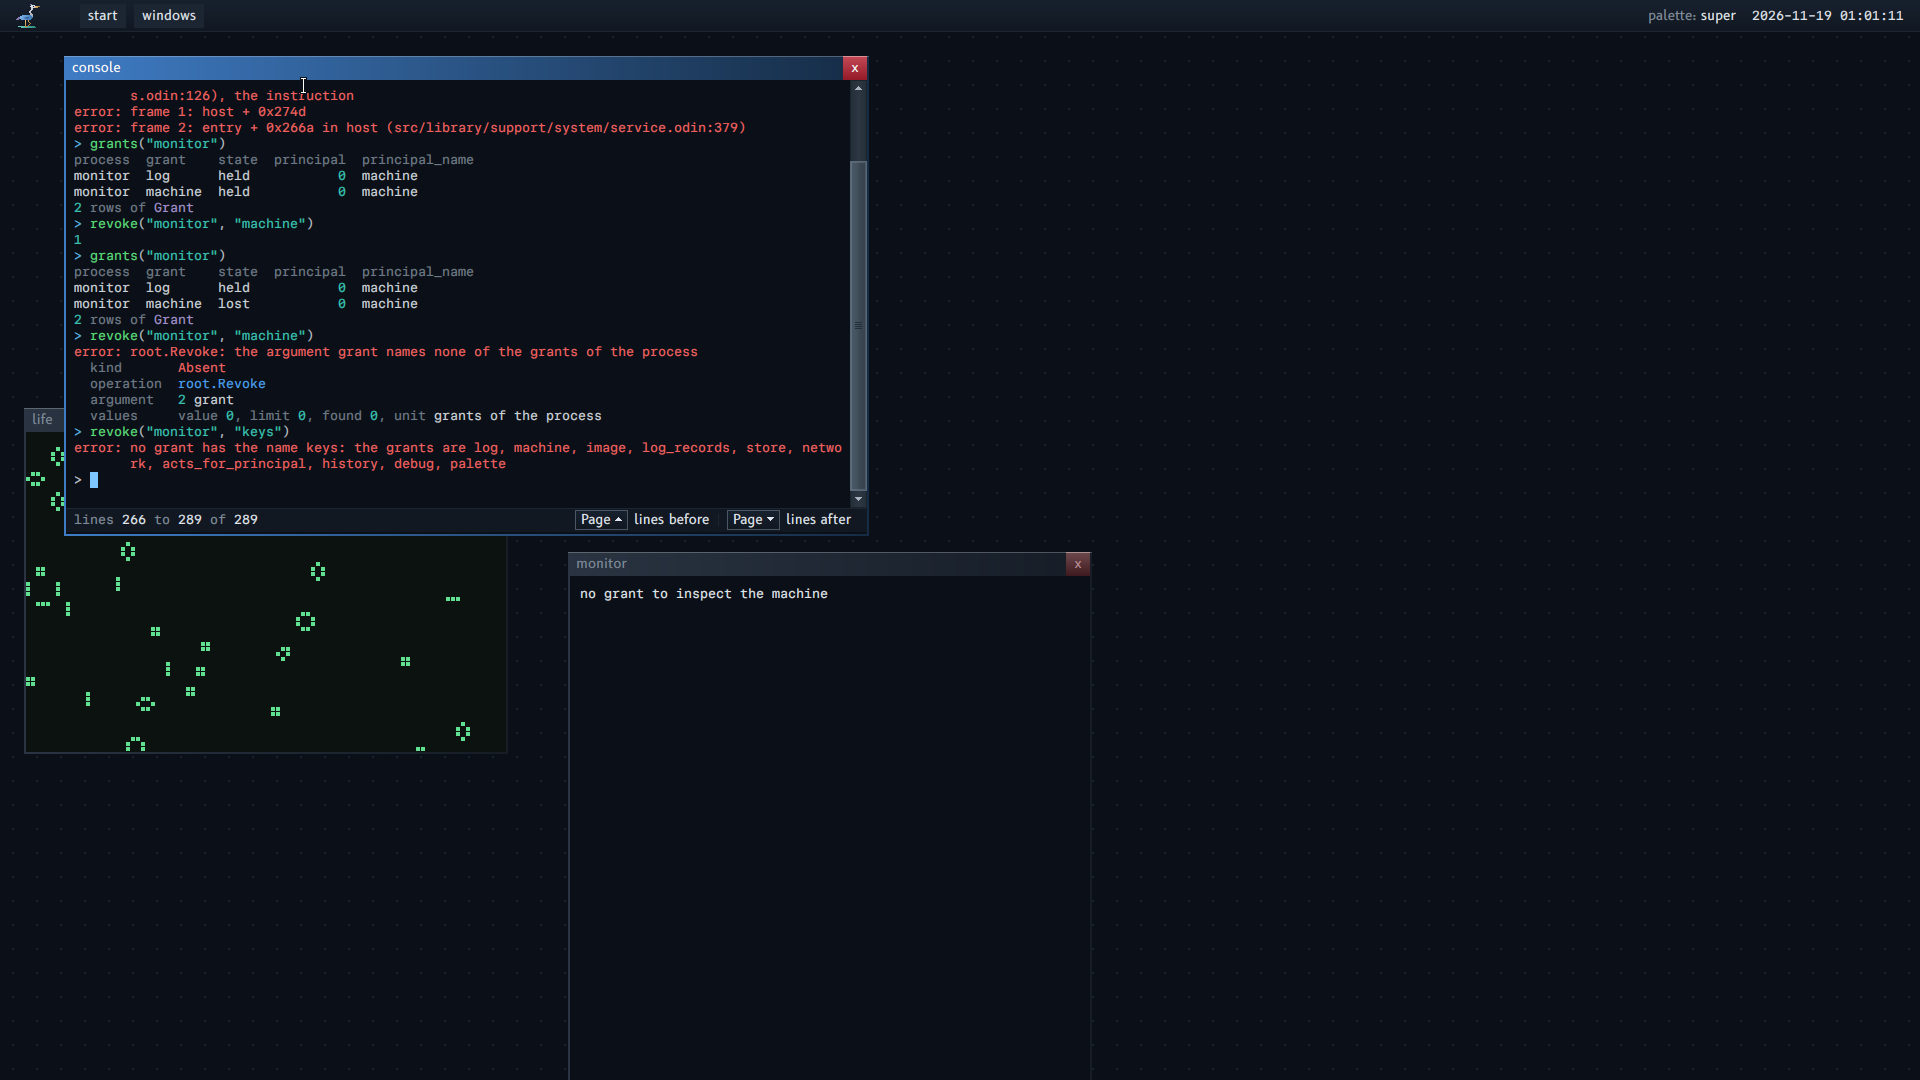 start windows palette: super 2026-11-19 01:01:11
console x
s.odin:126), the instruction
error: frame 1: host + 0x274d
error: frame 2: entry + 0x266a in host (src/library/support/system/service.odin:379)
> grants("monitor")
process grant state principal principal_name
monitor log held 0 machine
monitor machine held 0 machine
2 rows of Grant
> revoke("monitor", "machine")
1
> grants("monitor")
process grant state principal principal_name
monitor log held 0 machine
monitor machine lost 0 machine
2 rows of Grant
> revoke("monitor", "machine")
error: root.Revoke: the argument grant names none of the grants of the process
kind Absent
operation root.Revoke
argument 2 grant
values value 0, limit 0, found 0, unit grants of the process
> revoke("monitor", "keys")
error: no grant has the name keys: the grants are log, machine, image, log_records, store, netwo
rk, acts_for_principal, history, debug, palette
>
lines 266 to 289 of 289 Page lines before Page lines after
life
monitor x
no grant to inspect the machine